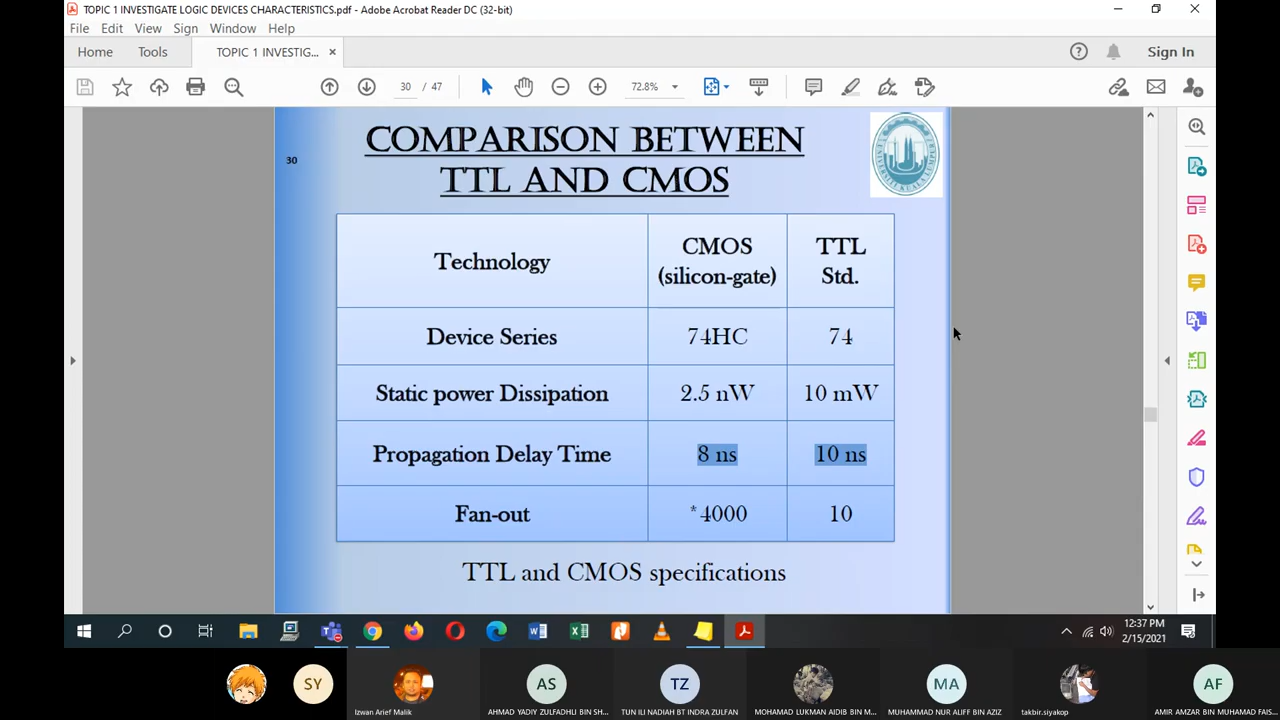 TOPIC 1 INVESTIGATE LOGIC DEVICES CHARACTERISTICS.pdf - Adobe Acrobat Reader DC (32-bit)
File Edit View Sign Window Help
Home Tools TOPIC 1 INVESTIG... × Sign In
30 / 47 72.8%
30
COMPARISON BETWEEN
TTL AND CMOS
Technology CMOS (silicon-gate) TTL Std.
Device Series 74HC 74
Static power Dissipation 2.5 nW 10 mW
Propagation Delay Time 8 ns 10 ns
Fan-out *4000 10
TTL and CMOS specifications
12:37 PM
2/15/2021
SY AS TZ MA AF
Izwan Arief Malik AHMAD YADIY ZULFADHLI BIN SH... TUN ILI NADIAH BT INDRA ZULFAN MOHAMAD LUKMAN AIDIB BIN M... MUHAMMAD NUR ALIFF BIN AZIZ takbir.siyakop AMIR AMZAR BIN MUHAMAD FAIS...